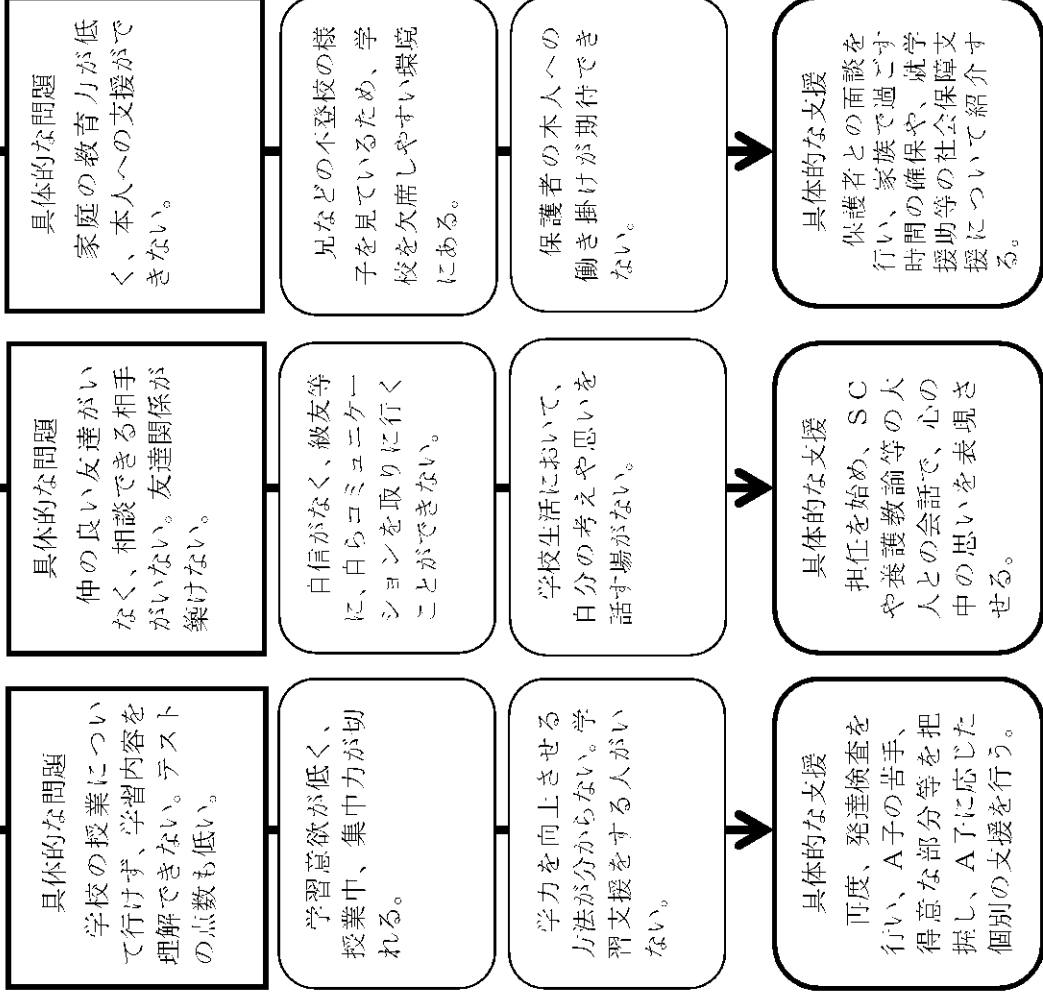 具体的な問題
学校の授業につい
て行けず、学習内容を
理解できない。テスト
の点数も低い。
学習意欲が低く、
授業中、集中力が切
れる。
学力を向上させる
方法が分からない。学
習支援をする人がい
ない。
具体的な支援
再度、発達検査を
行い、A子の苦手、
得意な部分等を把
握し、A子に応じた
個別の支援を行う。
具体的な問題
仲の良い友達がい
なく、相談できる相手
がいない。友達関係が
築けない。
自信がなく、級友等
に、自らコミュニケー
ションを取りに行く
ことができない。
学校生活において、
自分の考えや思いを
話す場がない。
具体的な支援
担任を始め、SC
や養護教諭等の大
人との会話で、心の
中の思いを表現さ
せる。
具体的な問題
家庭の教育力が低
く、本人への支援がで
きない。
兄などの不登校の様
子を見ているため、学
校を欠席しやすい環境
にある。
保護者の本人への
働き掛けが期待でき
ない。
具体的な支援
保護者との面談を
行い、家族で過ごす
時間の確保や、就学
援助等の社会保障支
援について紹介す
る。